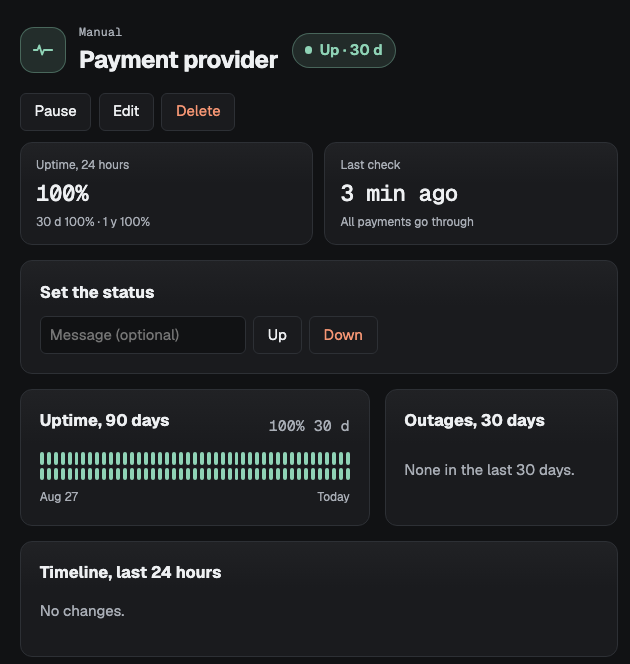 Manual
Payment provider
Up · 30 d
Pause
Edit
Delete
Uptime, 24 hours
100%
30 d 100% · 1 y 100%
Last check
3 min ago
All payments go through
Set the status
Message (optional)
Up
Down
Uptime, 90 days
100% 30 d
Aug 27
Today
Outages, 30 days
None in the last 30 days.
Timeline, last 24 hours
No changes.